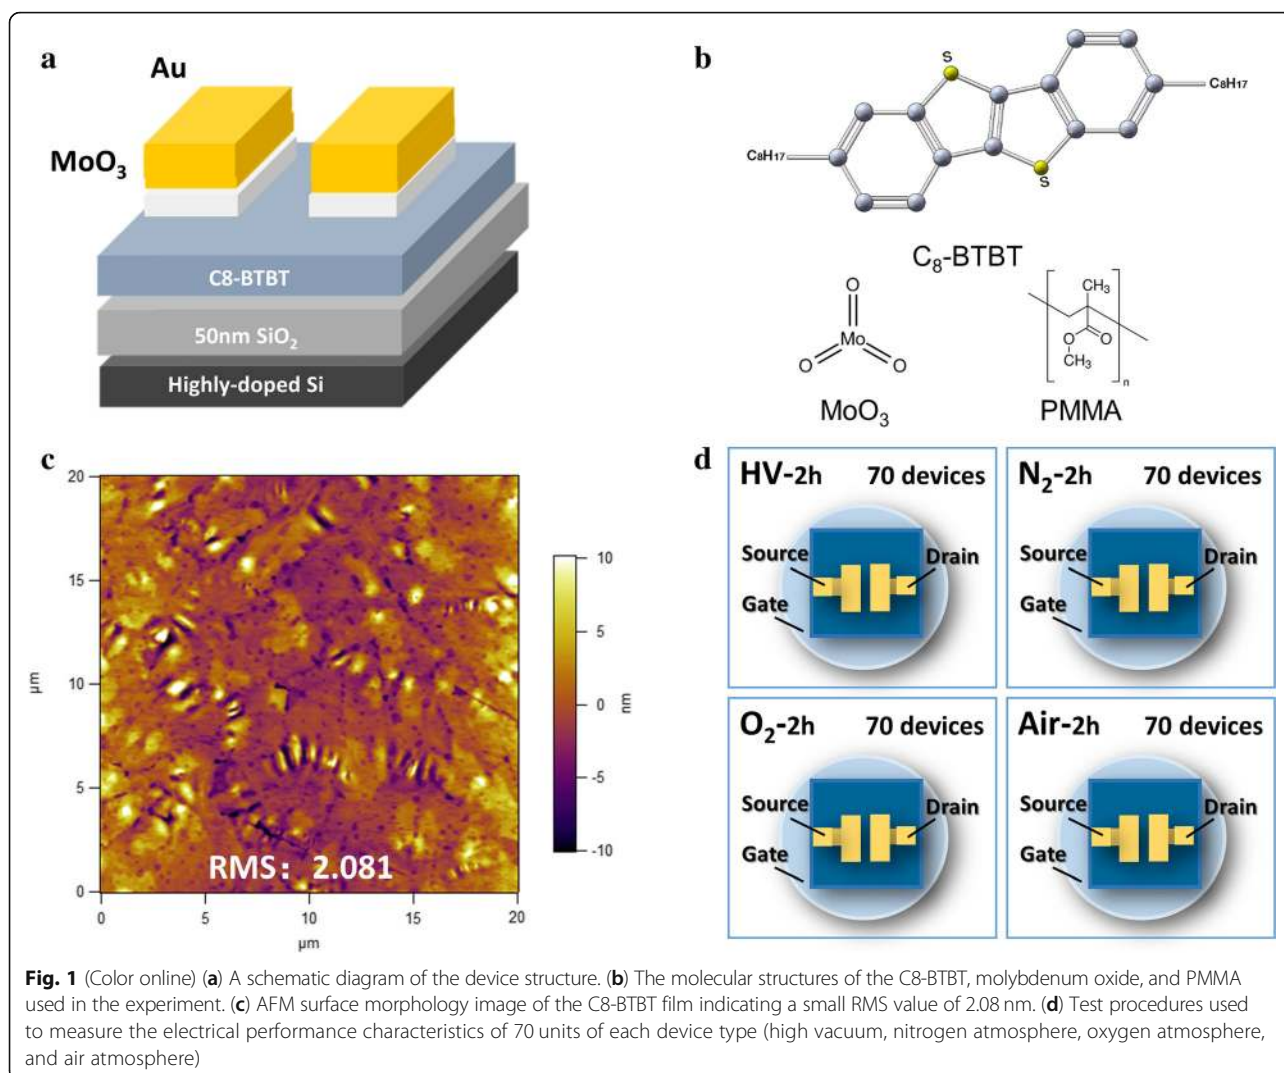 a
Au
MoO3
C8-BTBT
50nm SiO2
Highly-doped Si
b
S
C8H17
C8H17
S
C8-BTBT
O
Mo
O
O
MoO3
CH3
O
O
CH3
n
PMMA
c
20
15
10
5
0
µm
0
5
10
15
20
µm
RMS: 2.081
10
5
0
-5
-10
nm
d
HV-2h 70 devices
Source
Drain
Gate
N2-2h 70 devices
Source
Drain
Gate
O2-2h 70 devices
Source
Drain
Gate
Air-2h 70 devices
Source
Drain
Gate
Fig. 1 (Color online) (a) A schematic diagram of the device structure. (b) The molecular structures of the C8-BTBT, molybdenum oxide, and PMMA
used in the experiment. (c) AFM surface morphology image of the C8-BTBT film indicating a small RMS value of 2.08 nm. (d) Test procedures used
to measure the electrical performance characteristics of 70 units of each device type (high vacuum, nitrogen atmosphere, oxygen atmosphere,
and air atmosphere)